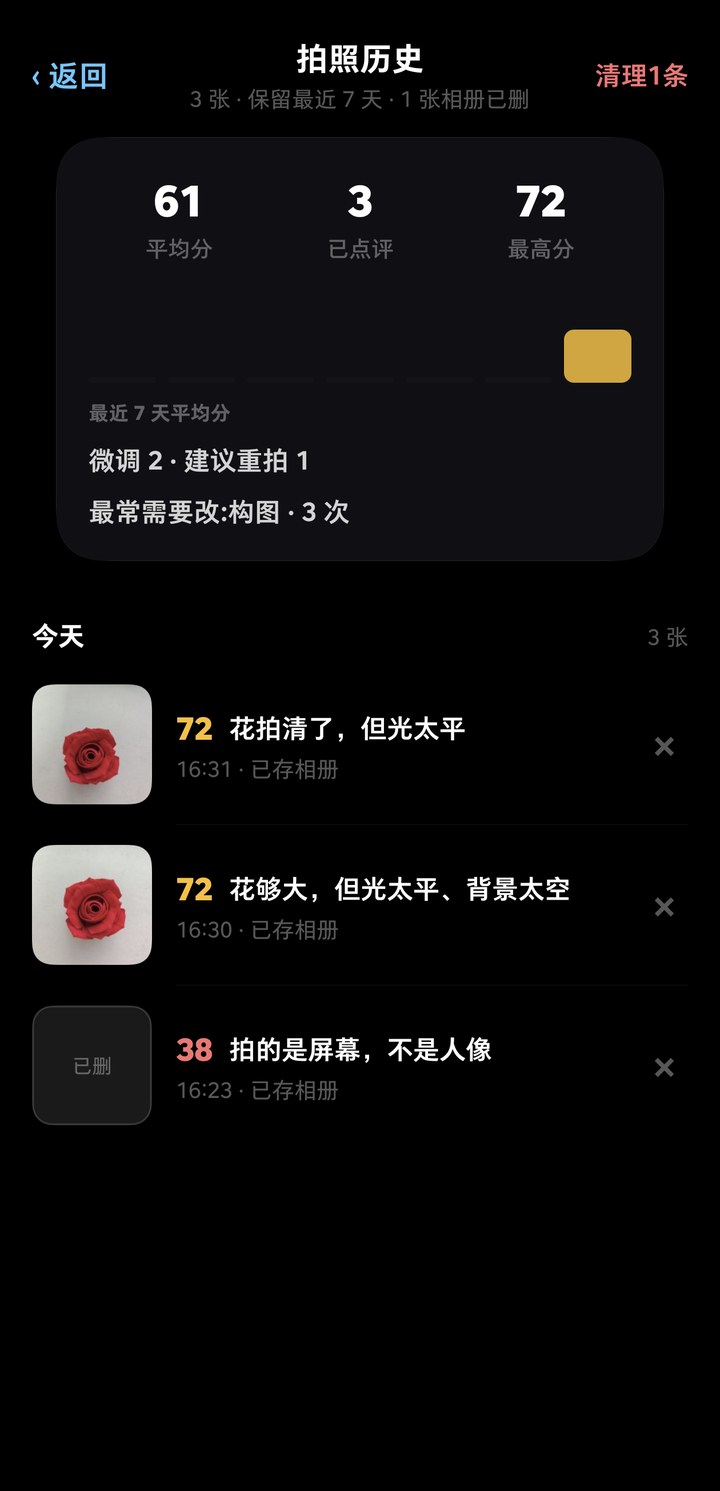 ‹ 返回
拍照历史
清理1条
3 张 · 保留最近 7 天 · 1 张相册已删
61
3
72
平均分
已点评
最高分
最近 7 天平均分
微调 2 · 建议重拍 1
最常需要改:构图 · 3 次
今天
3 张
72 花拍清了，但光太平
16:31 · 已存相册
72 花够大，但光太平、背景太空
16:30 · 已存相册
已删
38 拍的是屏幕，不是人像
16:23 · 已存相册